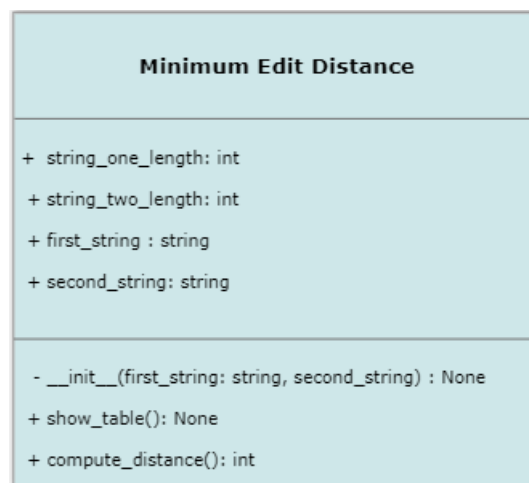 Minimum Edit Distance
+ string_one_length: int
+ string_two_length: int
+ first_string : string
+ second_string: string
- __init__(first_string: string, second_string) : None
+ show_table(): None
+ compute_distance(): int